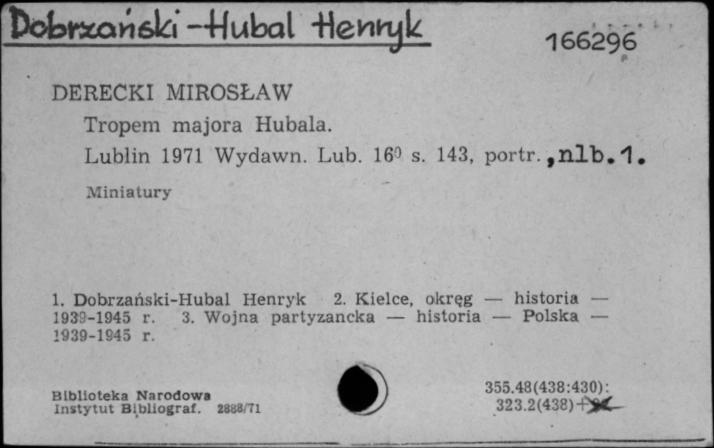 Dobrzański-Hubal Henryk
166296
DERECKI MIROSŁAW
Tropem majora Hubala.
Lublin 1971 Wydawn. Lub. 16⁰ s. 143, portr.,nlb.1.
Miniatury
1. Dobrzański-Hubal Henryk 2. Kielce, okręg — historia —
1939-1945 r. 3. Wojna partyzancka — historia — Polska —
1939-1945 r.
Biblioteka Narodowa
Instytut Bibliograf. 2888/71
355.48(438:430):
323.2(438)+